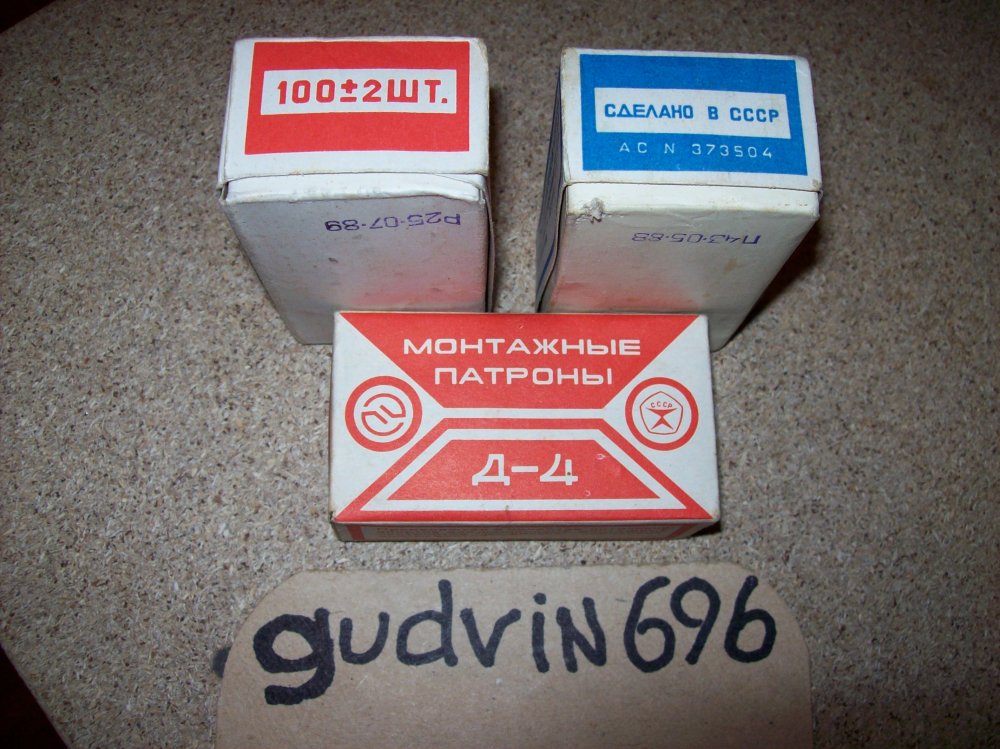 100±2ШТ.
Р25·07·89
СДЕЛАНО В СССР
АС N 373504
П43·05·88
МОНТАЖНЫЕ
ПАТРОНЫ
СССР
Д-4
gudviN696